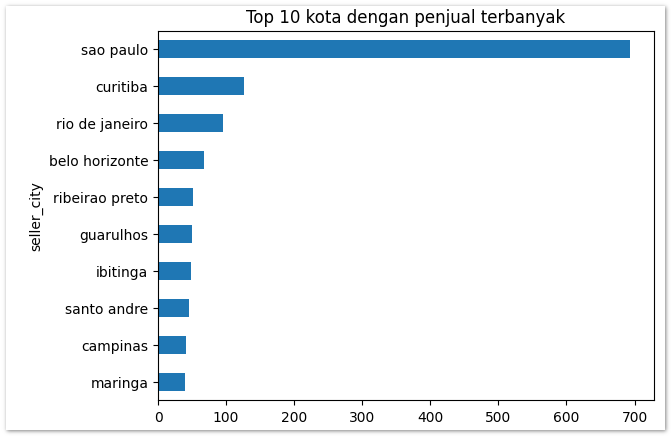 Top 10 kota dengan penjual terbanyak
seller_city
sao paulo
curitiba
rio de janeiro
belo horizonte
ribeirao preto
guarulhos
ibitinga
santo andre
campinas
maringa
0 100 200 300 400 500 600 700